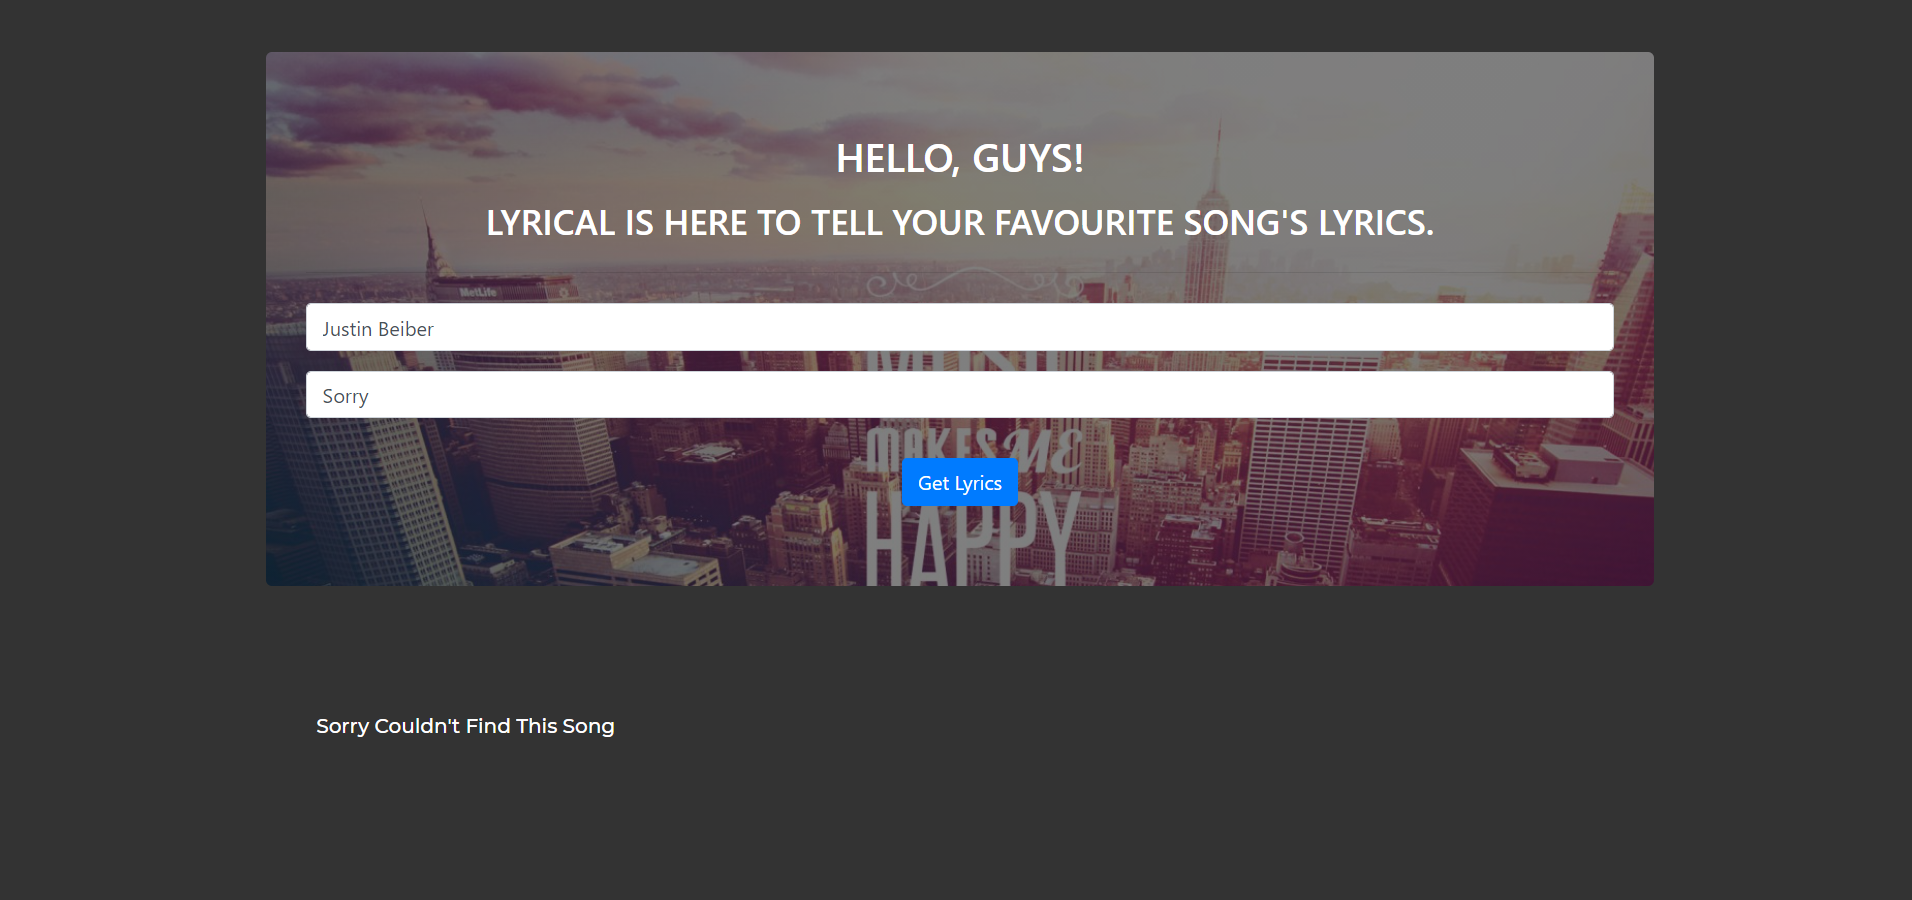 HELLO, GUYS!
LYRICAL IS HERE TO TELL YOUR FAVOURITE SONG'S LYRICS.
MetLife
Justin Beiber
Sorry
MAKES ME
Get Lyrics
HAPPY
Sorry Couldn't Find This Song